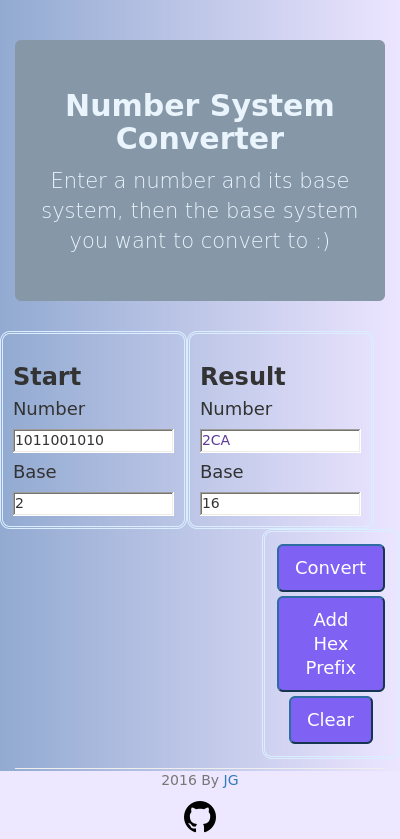 Number System
Converter
Enter a number and its base
system, then the base system
you want to convert to :)
Start
Number
1011001010
Base
2
Result
Number
2CA
Base
16
Convert
Add
Hex
Prefix
Clear
2016 By JG